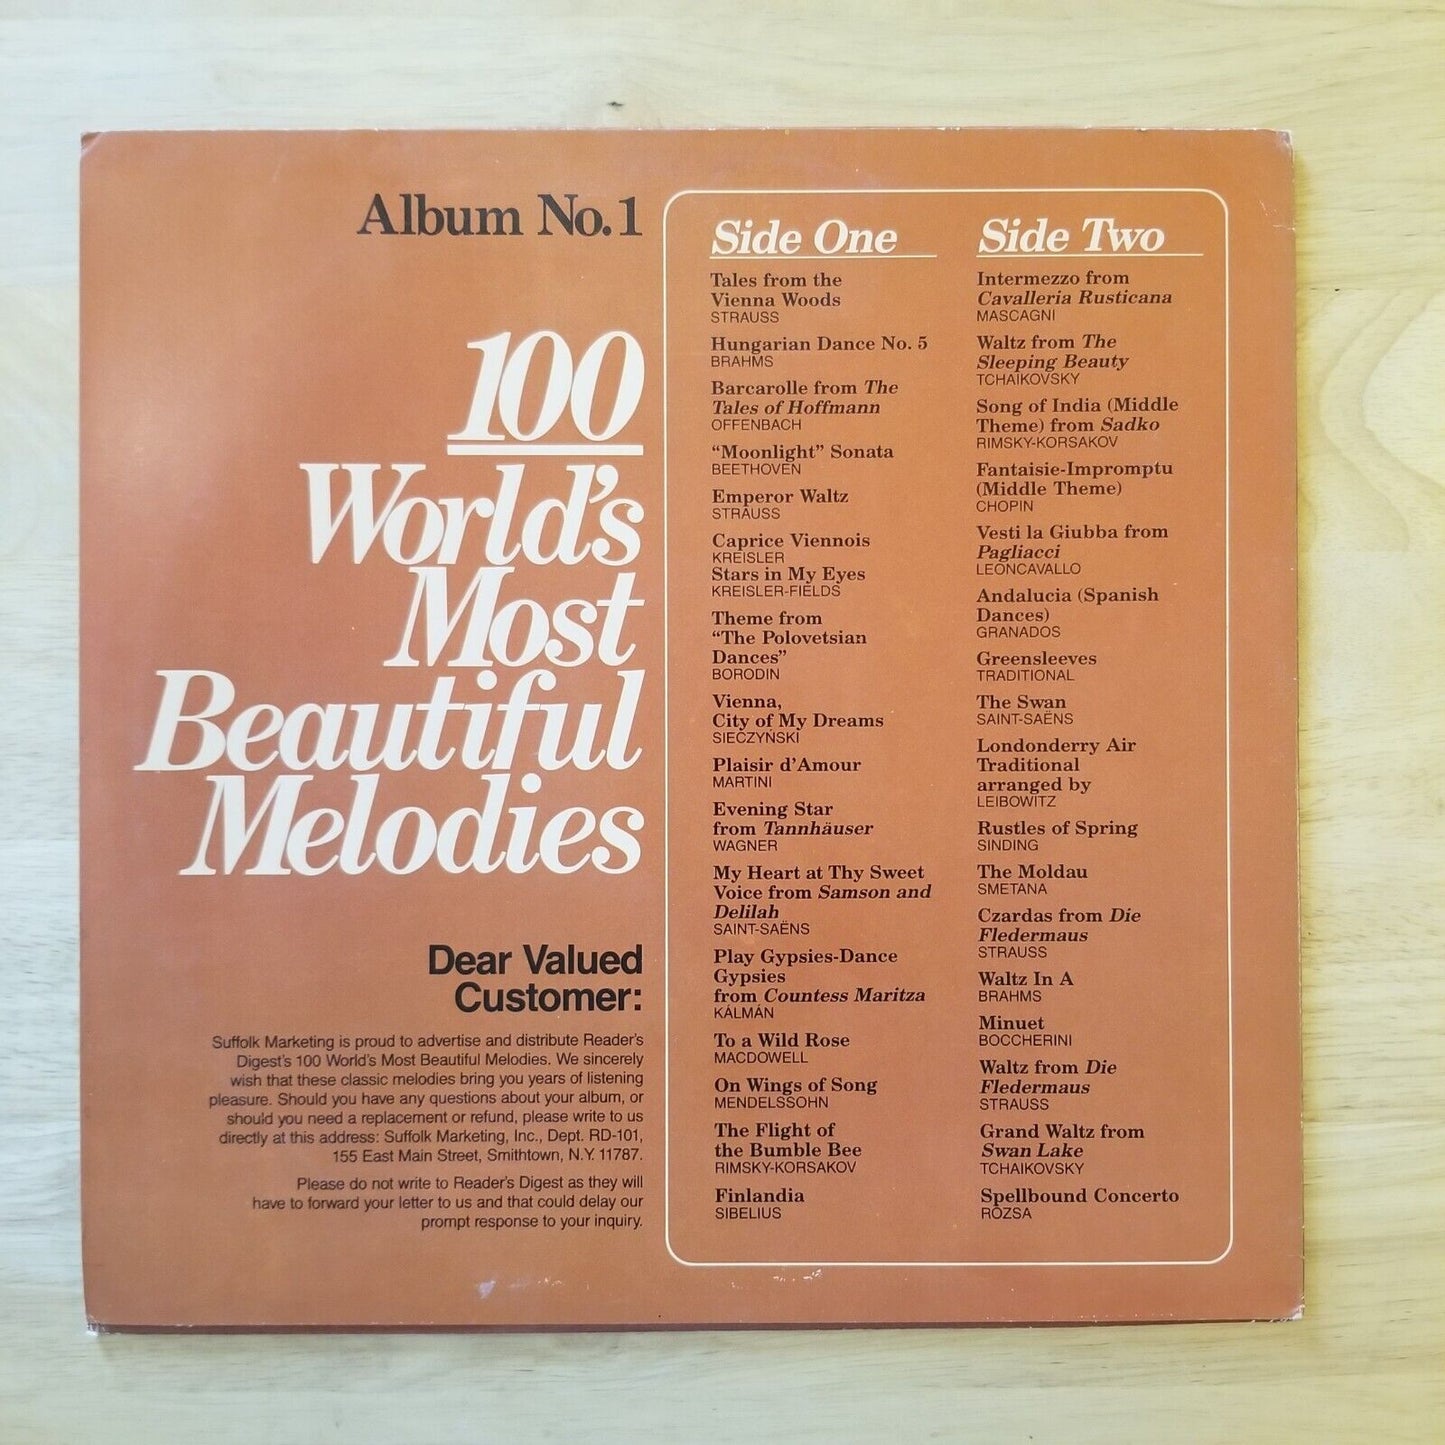 Album No.1
100
World's
Most
Beautiful
Melodies
Dear Valued
Customer:
Suffolk Marketing is proud to advertise and distribute Reader's
Digest's 100 World's Most Beautiful Melodies. We sincerely
wish that these classic melodies bring you years of listening
pleasure. Should you have any questions about your album, or
should you need a replacement or refund, please write to us
directly at this address: Suffolk Marketing, Inc., Dept. RD-101,
155 East Main Street, Smithtown, N.Y. 11787.
Please do not write to Reader's Digest as they will
have to forward your letter to us and that could delay our
prompt response to your inquiry.
Side One
Tales from the
Vienna Woods
STRAUSS
Hungarian Dance No. 5
BRAHMS
Barcarolle from The
Tales of Hoffmann
OFFENBACH
“Moonlight” Sonata
BEETHOVEN
Emperor Waltz
STRAUSS
Caprice Viennois
KREISLER
Stars in My Eyes
KREISLER-FIELDS
Theme from
“The Polovetsian
Dances”
BORODIN
Vienna,
City of My Dreams
SIECZYŃSKI
Plaisir d'Amour
MARTINI
Evening Star
from Tannhäuser
WAGNER
My Heart at Thy Sweet
Voice from Samson and
Delilah
SAINT-SAËNS
Play Gypsies-Dance
Gypsies
from Countess Maritza
KÁLMÁN
To a Wild Rose
MACDOWELL
On Wings of Song
MENDELSSOHN
The Flight of
the Bumble Bee
RIMSKY-KORSAKOV
Finlandia
SIBELIUS
Side Two
Intermezzo from
Cavalleria Rusticana
MASCAGNI
Waltz from The
Sleeping Beauty
TCHAIKOVSKY
Song of India (Middle
Theme) from Sadko
RIMSKY-KORSAKOV
Fantaisie-Impromptu
(Middle Theme)
CHOPIN
Vesti la Giubba from
Pagliacci
LEONCAVALLO
Andalucia (Spanish
Dances)
GRANADOS
Greensleeves
TRADITIONAL
The Swan
SAINT-SAËNS
Londonderry Air
Traditional
arranged by
LEIBOWITZ
Rustles of Spring
SINDING
The Moldau
SMETANA
Czardas from Die
Fledermaus
STRAUSS
Waltz In A
BRAHMS
Minuet
BOCCHERINI
Waltz from Die
Fledermaus
STRAUSS
Grand Waltz from
Swan Lake
TCHAIKOVSKY
Spellbound Concerto
RÓZSA